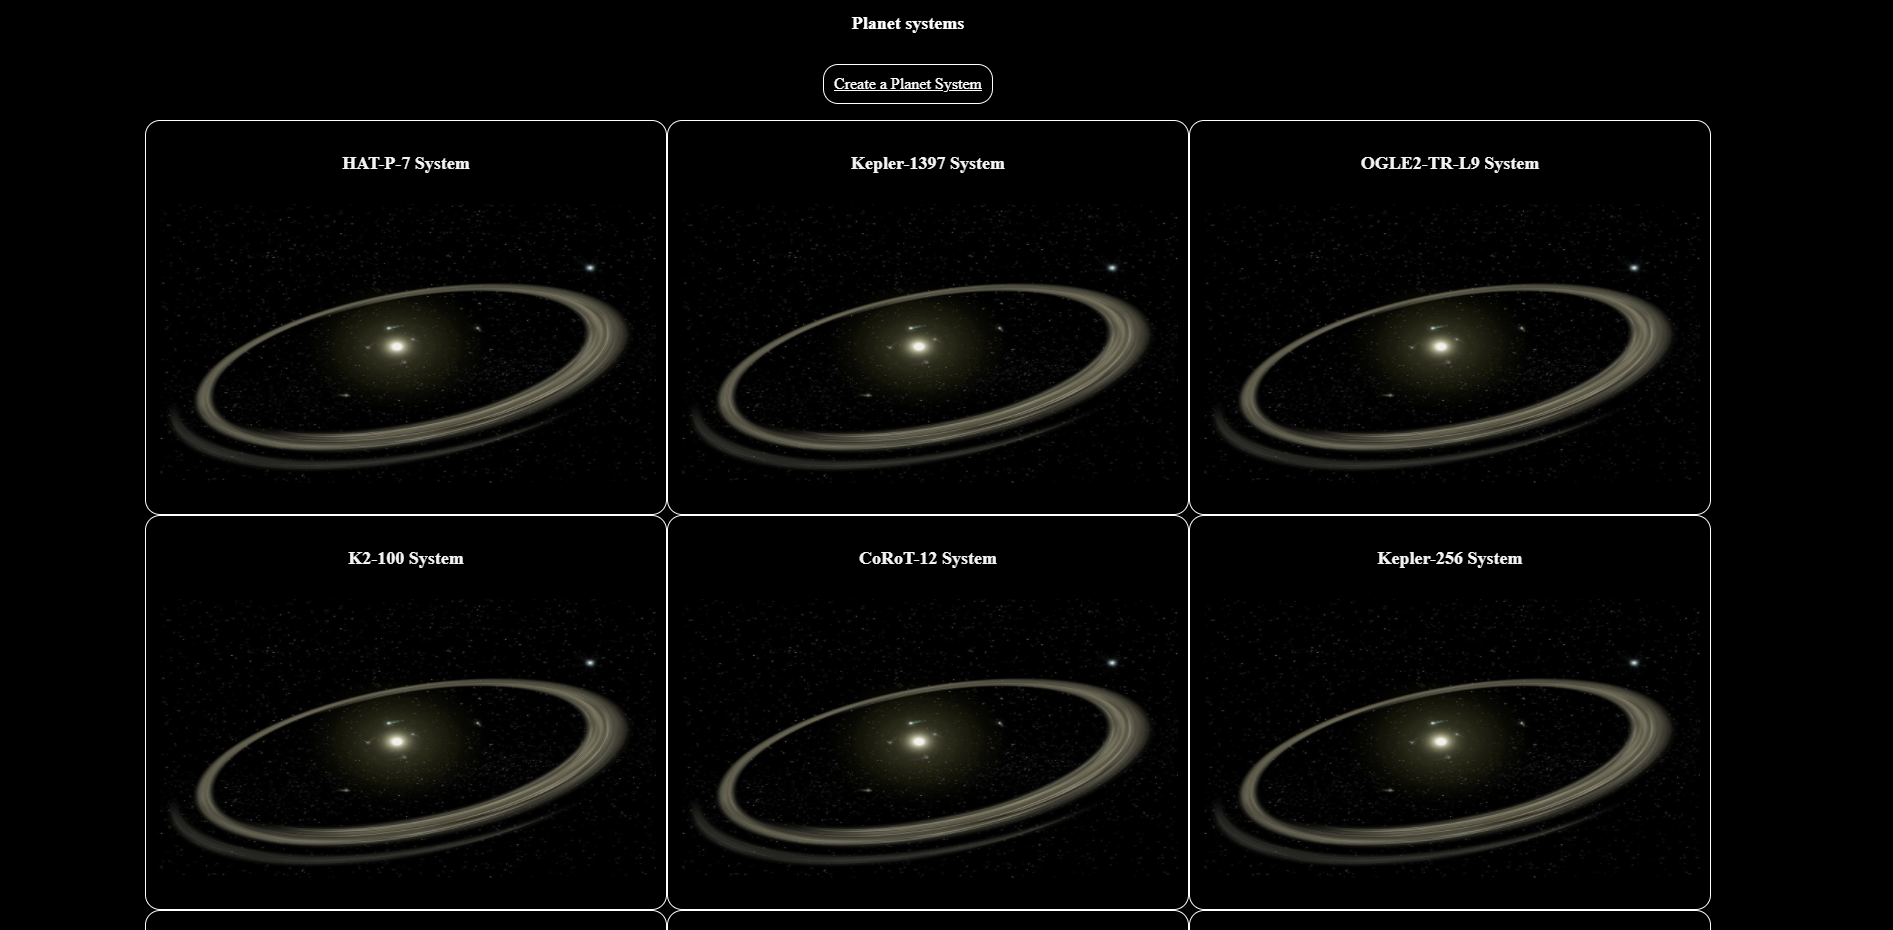 Planet systems
Create a Planet System
HAT-P-7 System
Kepler-1397 System
OGLE2-TR-L9 System
K2-100 System
CoRoT-12 System
Kepler-256 System